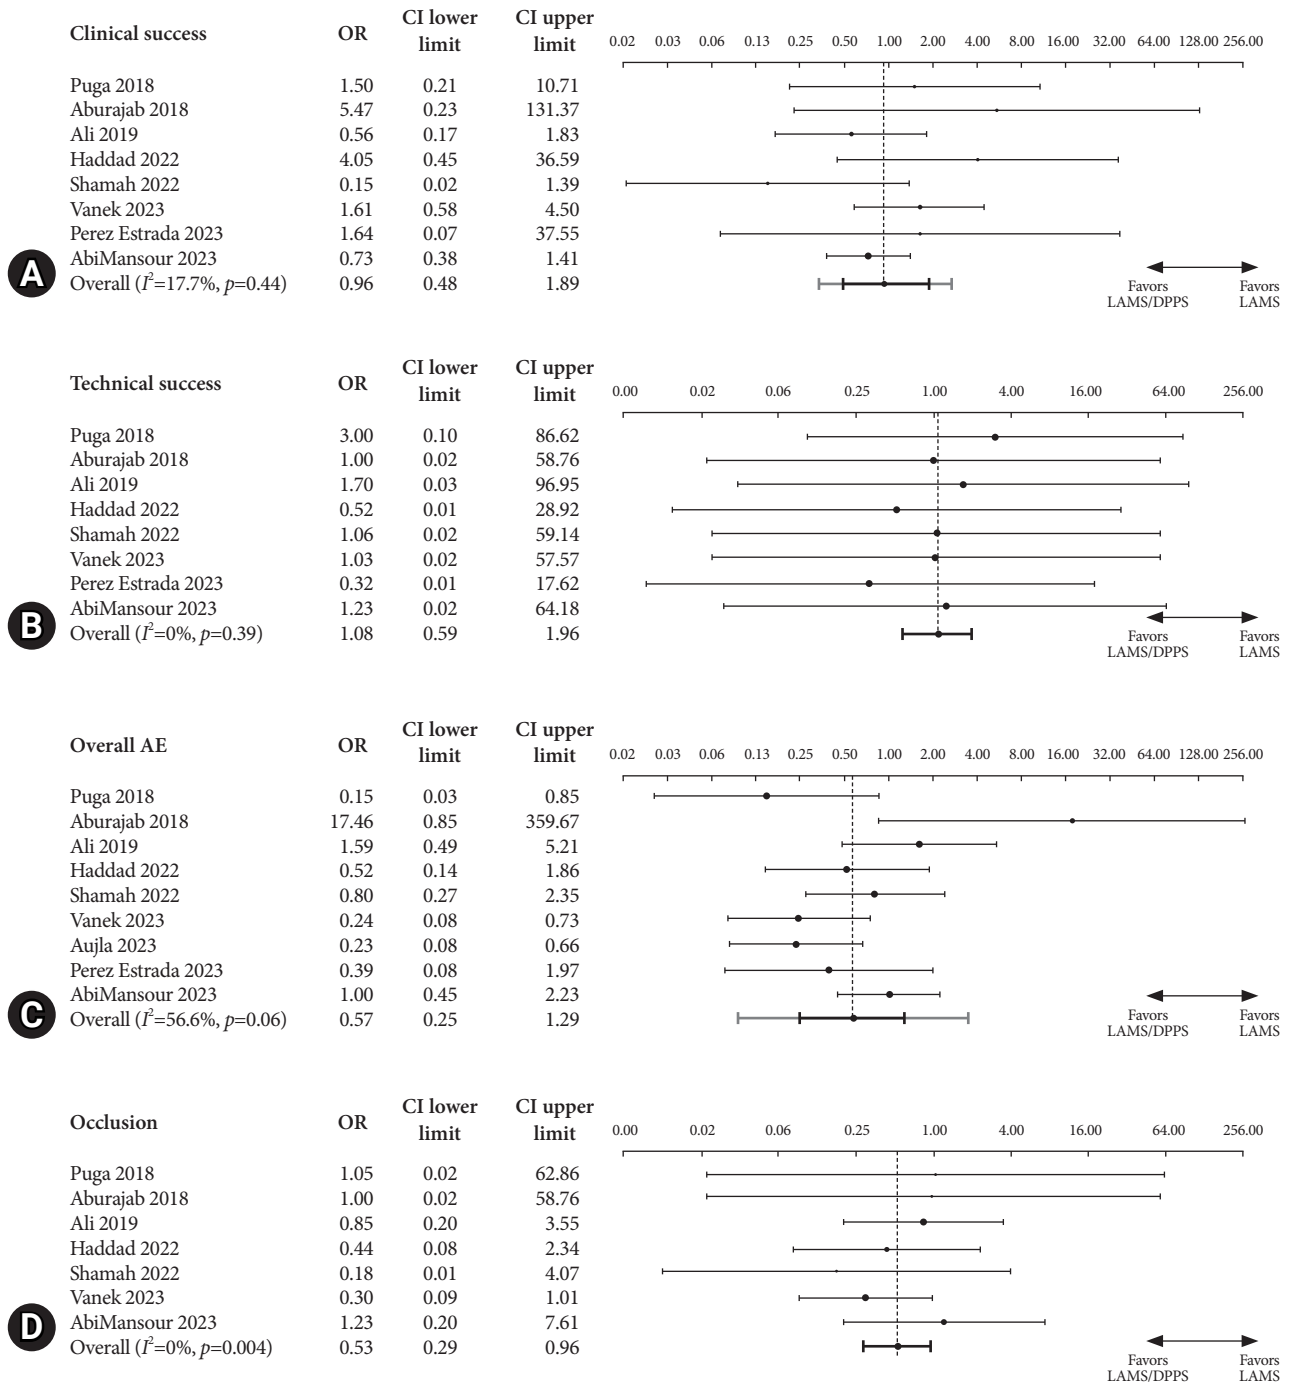 Clinical success OR CI lower limit CI upper limit 0.02 0.03 0.06 0.13 0.25 0.50 1.00 2.00 4.00 8.00 16.00 32.00 64.00 128.00 256.00
Puga 2018 1.50 0.21 10.71
Aburajab 2018 5.47 0.23 131.37
Ali 2019 0.56 0.17 1.83
Haddad 2022 4.05 0.45 36.59
Shamah 2022 0.15 0.02 1.39
Vanek 2023 1.61 0.58 4.50
Perez Estrada 2023 1.64 0.07 37.55
AbiMansour 2023 0.73 0.38 1.41
A
Overall (I²=17.7%, p=0.44) 0.96 0.48 1.89
Favors LAMS/DPPS
Favors LAMS
Technical success OR CI lower limit CI upper limit 0.00 0.02 0.06 0.25 1.00 4.00 16.00 64.00 256.00
Puga 2018 3.00 0.10 86.62
Aburajab 2018 1.00 0.02 58.76
Ali 2019 1.70 0.03 96.95
Haddad 2022 0.52 0.01 28.92
Shamah 2022 1.06 0.02 59.14
Vanek 2023 1.03 0.02 57.57
Perez Estrada 2023 0.32 0.01 17.62
AbiMansour 2023 1.23 0.02 64.18
B
Overall (I²=0%, p=0.39) 1.08 0.59 1.96
Favors LAMS/DPPS
Favors LAMS
Overall AE OR CI lower limit CI upper limit 0.02 0.03 0.06 0.13 0.25 0.50 1.00 2.00 4.00 8.00 16.00 32.00 64.00 128.00 256.00
Puga 2018 0.15 0.03 0.85
Aburajab 2018 17.46 0.85 359.67
Ali 2019 1.59 0.49 5.21
Haddad 2022 0.52 0.14 1.86
Shamah 2022 0.80 0.27 2.35
Vanek 2023 0.24 0.08 0.73
Aujla 2023 0.23 0.08 0.66
Perez Estrada 2023 0.39 0.08 1.97
AbiMansour 2023 1.00 0.45 2.23
C
Overall (I²=56.6%, p=0.06) 0.57 0.25 1.29
Favors LAMS/DPPS
Favors LAMS
Occlusion OR CI lower limit CI upper limit 0.00 0.02 0.06 0.25 1.00 4.00 16.00 64.00 256.00
Puga 2018 1.05 0.02 62.86
Aburajab 2018 1.00 0.02 58.76
Ali 2019 0.85 0.20 3.55
Haddad 2022 0.44 0.08 2.34
Shamah 2022 0.18 0.01 4.07
Vanek 2023 0.30 0.09 1.01
AbiMansour 2023 1.23 0.20 7.61
D
Overall (I²=0%, p=0.004) 0.53 0.29 0.96
Favors LAMS/DPPS
Favors LAMS